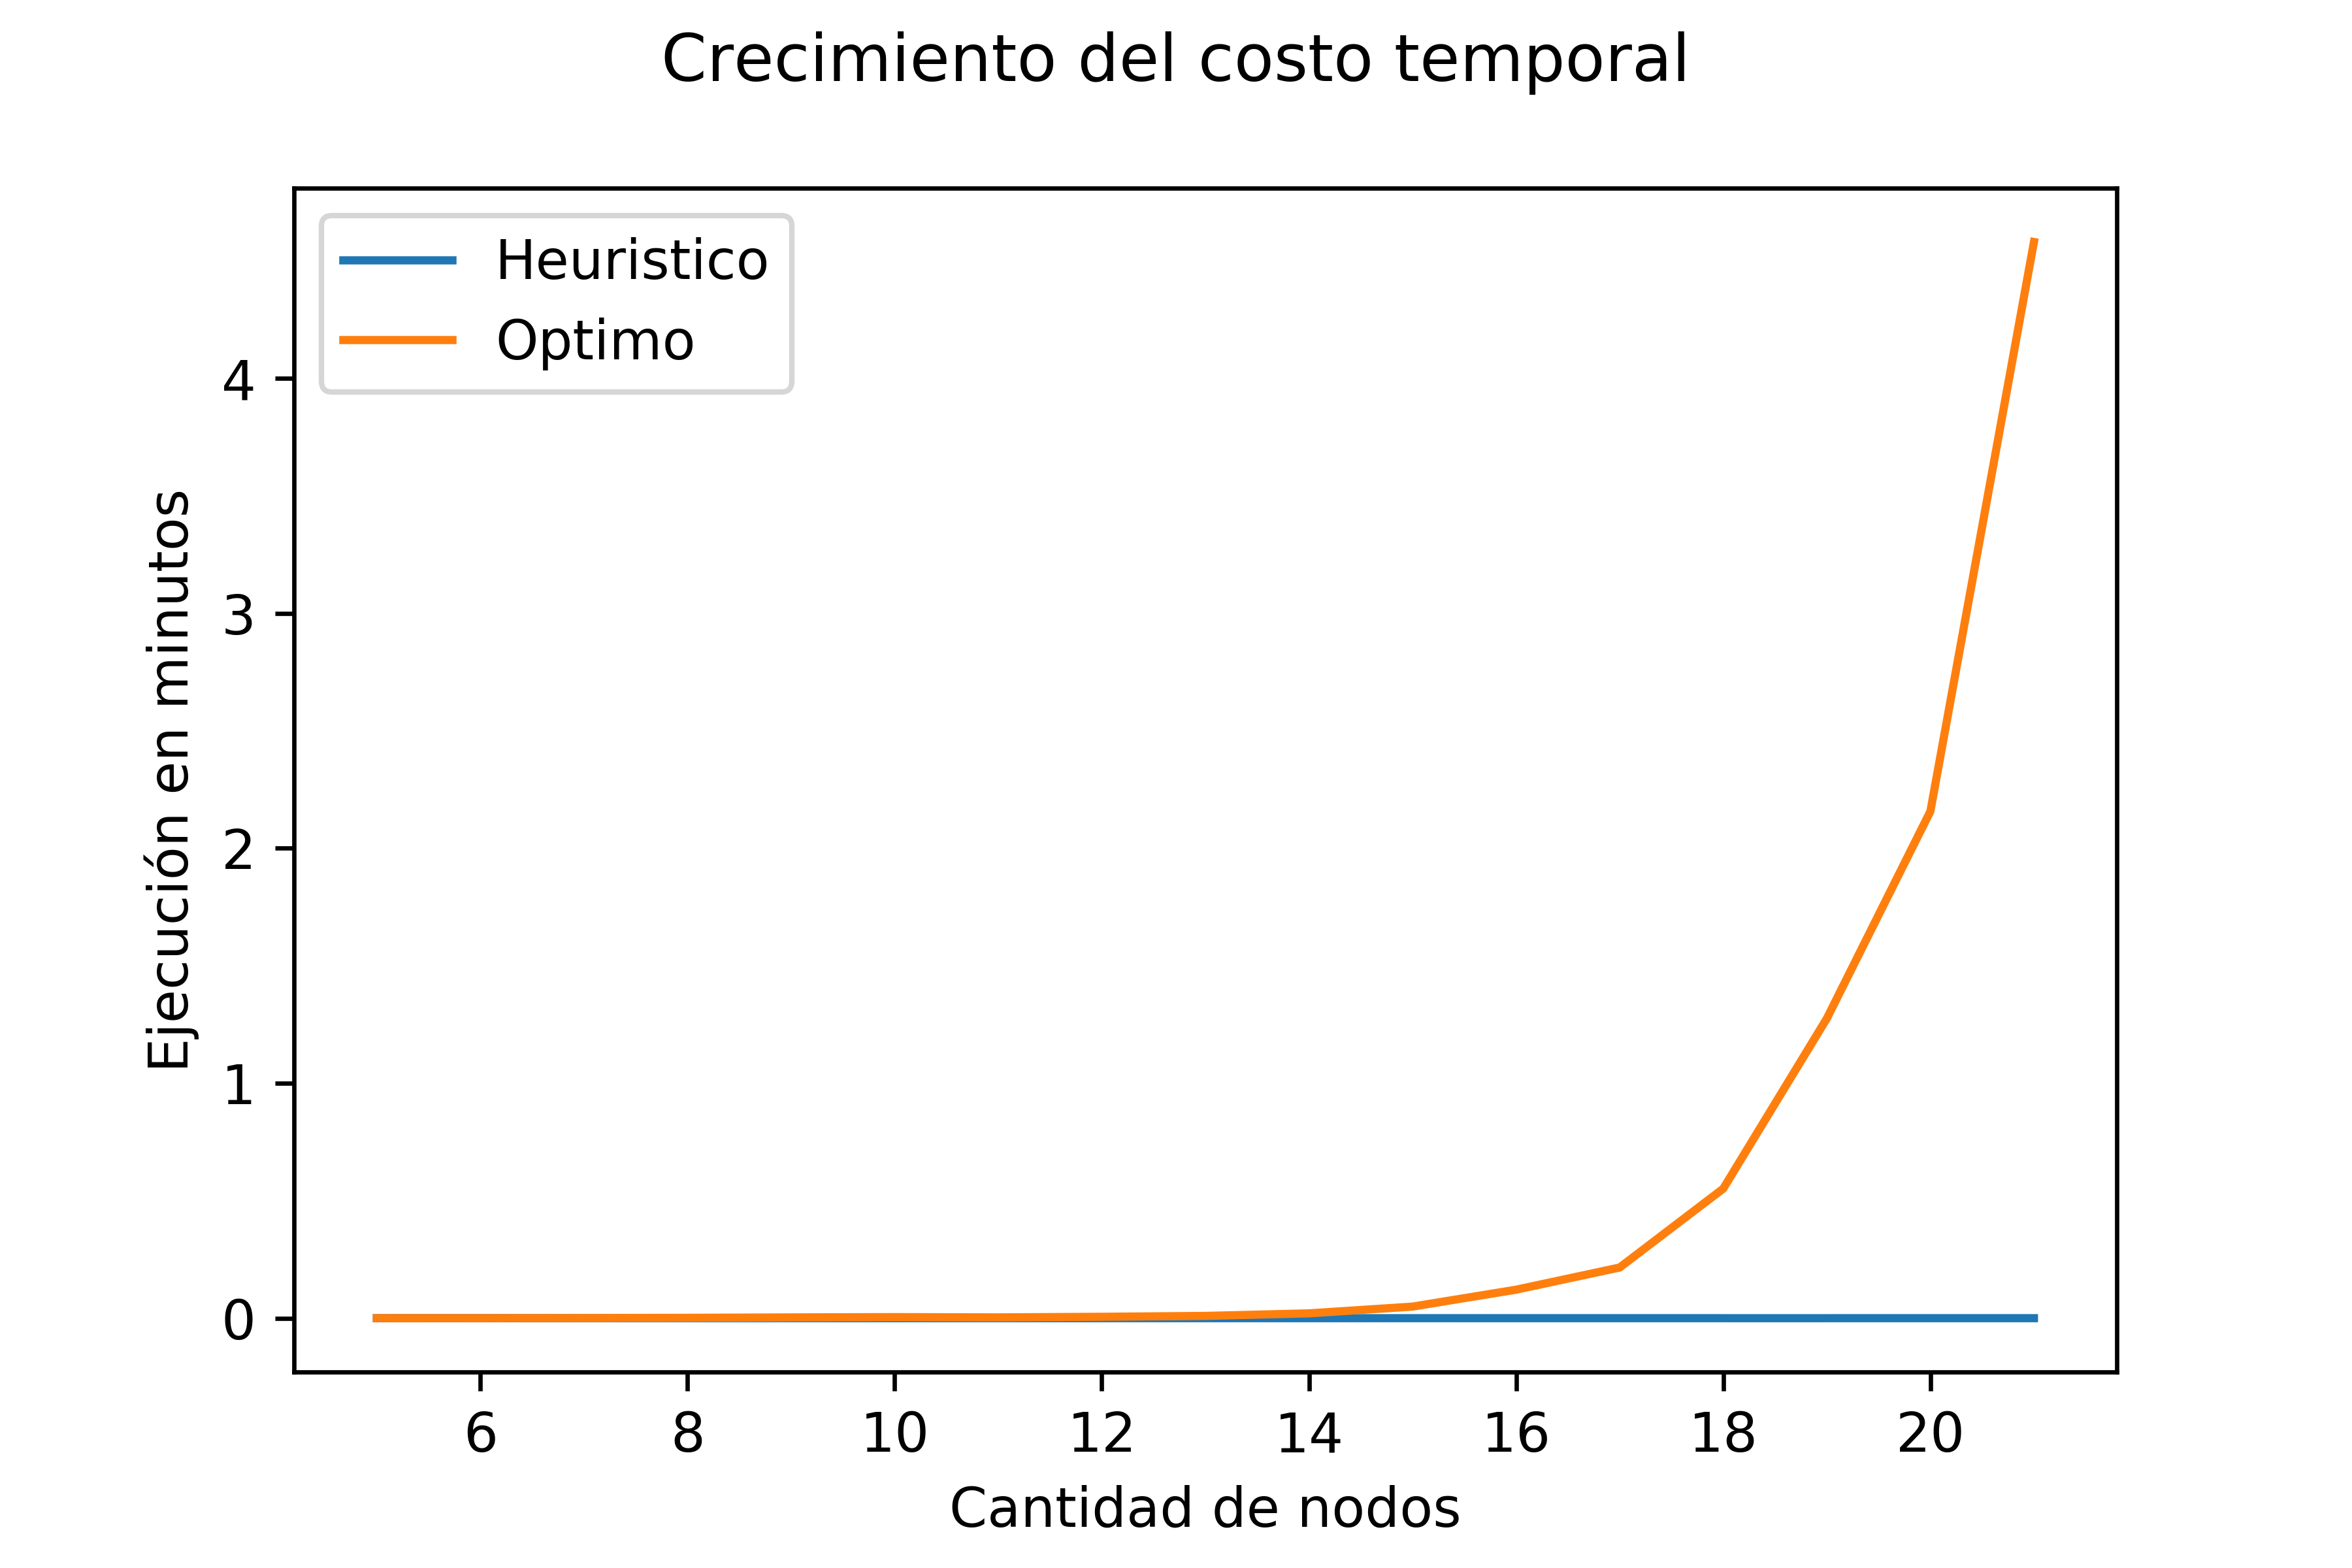 Crecimiento del costo temporal
Heuristico
Optimo
Ejecución en minutos
4
3
2
1
0
6 8 10 12 14 16 18 20
Cantidad de nodos